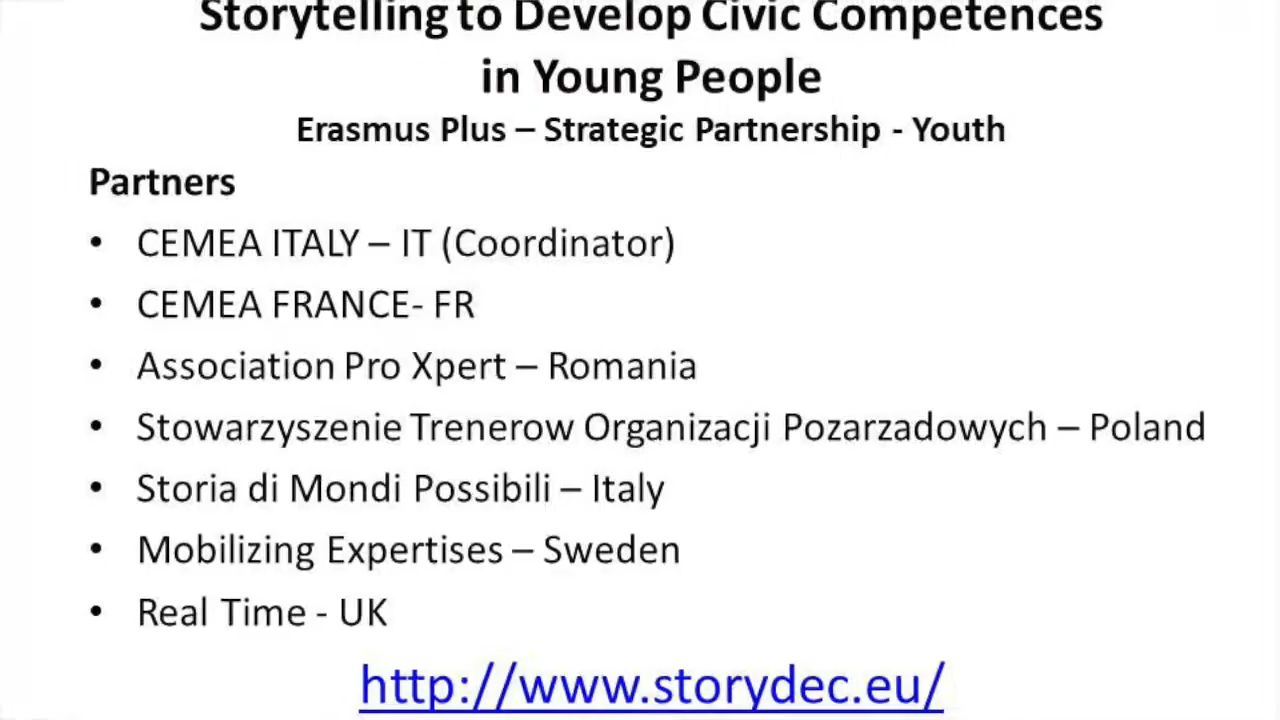 Storytelling to Develop Civic Competences
in Young People
Erasmus Plus – Strategic Partnership - Youth
Partners
• CEMEA ITALY – IT (Coordinator)
• CEMEA FRANCE- FR
• Association Pro Xpert – Romania
• Stowarzyszenie Trenerow Organizacji Pozarzadowych – Poland
• Storia di Mondi Possibili – Italy
• Mobilizing Expertises – Sweden
• Real Time - UK
http://www.storydec.eu/